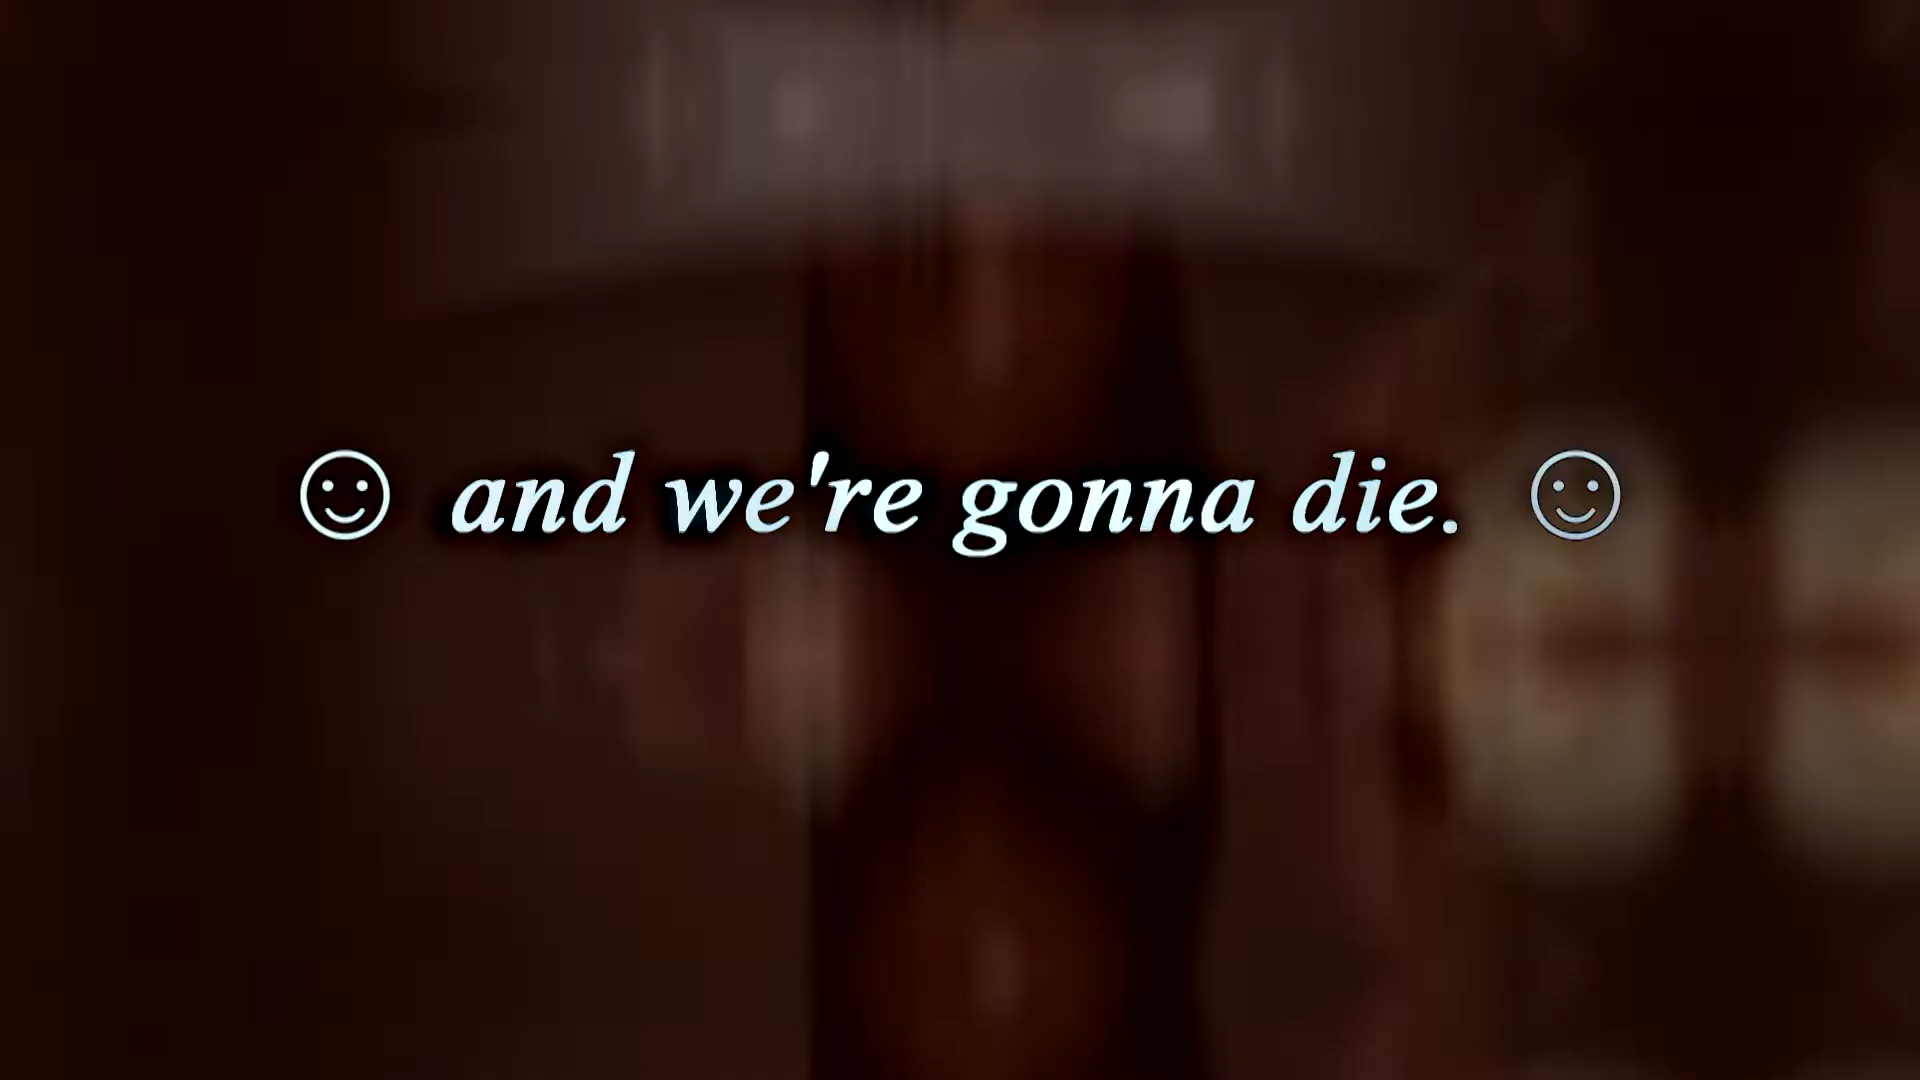 ☺ and we're gonna die. ☺